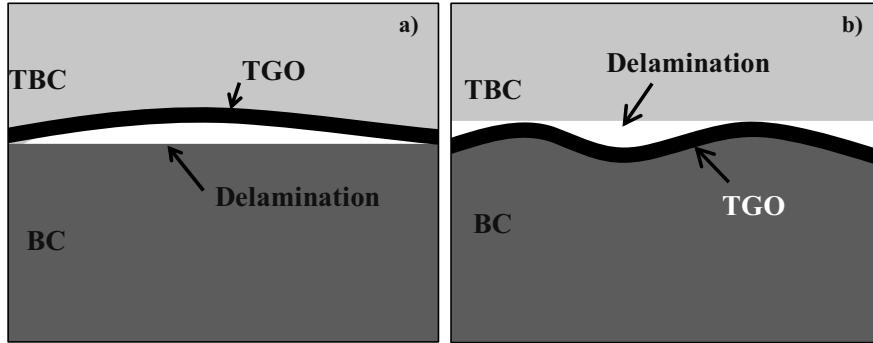 a)
TBC
TGO
Delamination
BC
b)
Delamination
TBC
TGO
BC